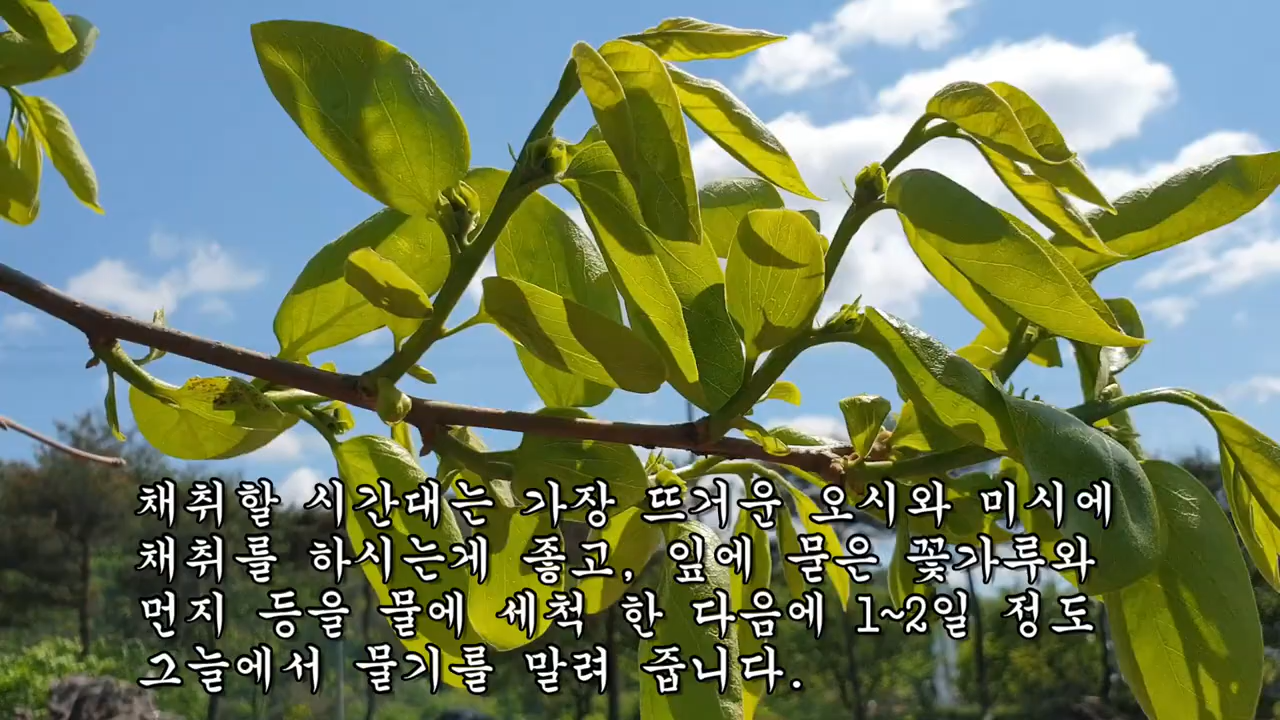 채취할 시간대는 가장 뜨거운 오시와 미시에
채취를 하시는게 좋고, 잎에 묻은 꽃가루와
먼지 등을 물에 세척 한 다음에 1~2일 정도
그늘에서 물기를 말려 줍니다.